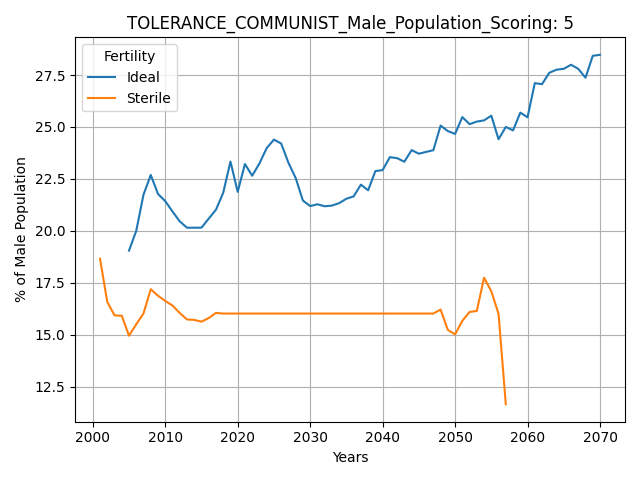 TOLERANCE_COMMUNIST_Male_Population_Scoring: 5
Fertility
Ideal
Sterile
% of Male Population
27.5
25.0
22.5
20.0
17.5
15.0
12.5
2000 2010 2020 2030 2040 2050 2060 2070
Years